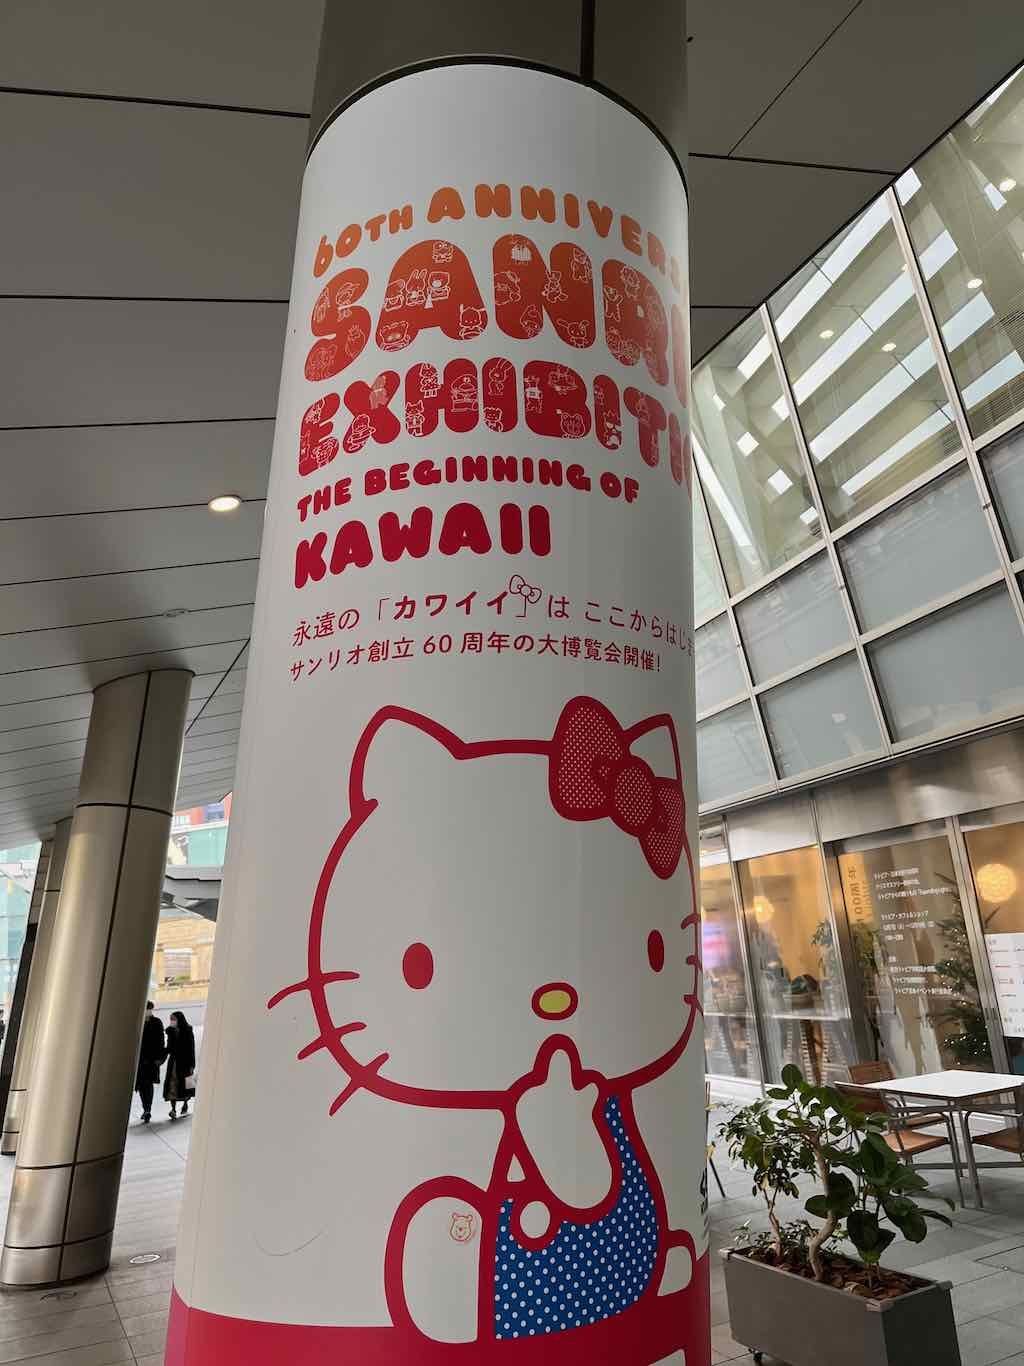 60TH ANNIVERS
SANRI
EXHIBITI
THE BEGINNING OF
KAWAII
永遠の「カワイイ」は ここからはじま
サンリオ創立 60 周年の大博覧会開催!